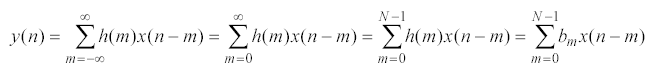 y(n) = \sum_{m=-\infty}^{\infty} h(m)x(n-m) = \sum_{m=0}^{\infty} h(m)x(n-m) = \sum_{m=0}^{N-1} h(m)x(n-m) = \sum_{m=0}^{N-1} b_m x(n-m)